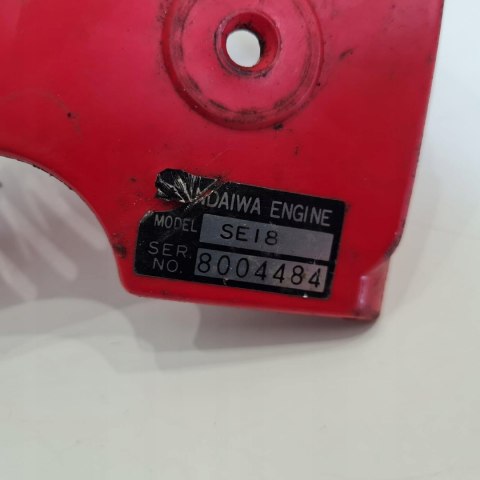 DAIWA ENGINE
MODEL SE18
SER. NO. 8004484